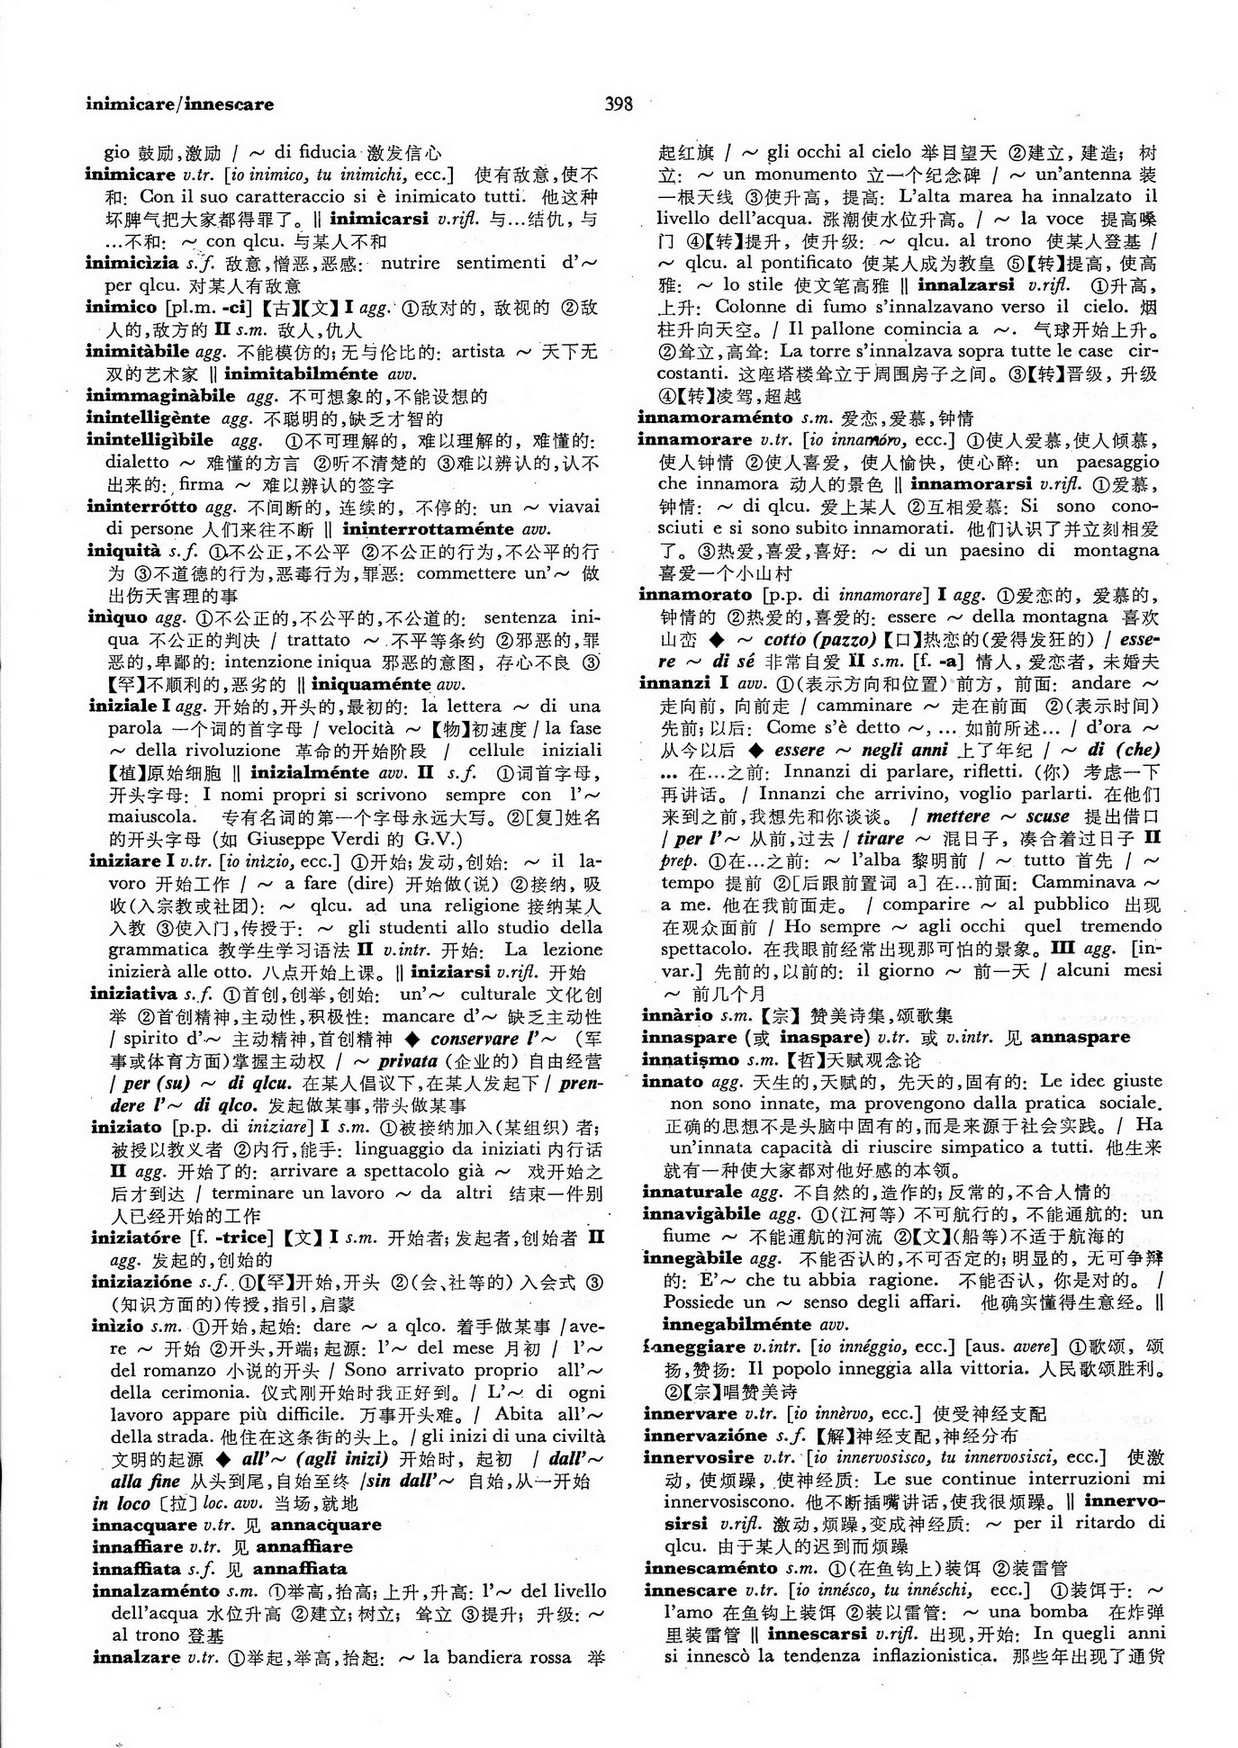 inimicare/innescare
398
gio 鼓励,激励 / ～ di fiducia 激发信心
inimicare v.tr. [io inimico, tu inimichi, ecc.] 使有敌意,使不
和: Con il suo caratteraccio si è inimicato tutti. 他这种
坏脾气把大家都得罪了。‖ inimicarsi v.rifl. 与…结仇,与
…不和: ～ con qlcu. 与某人不和
inimicìzia s.f. 敌意,憎恶,恶感: nutrire sentimenti d'～
per qlcu. 对某人有敌意
inimico [pl.m. -ci]【古】【文】I agg. ①敌对的, 敌视的 ②敌
人的,敌方的 II s.m. 敌人,仇人
inimitàbile agg. 不能模仿的; 无与伦比的: artista ～ 天下无
双的艺术家 ‖ inimitabilménte avv.
inimmaginàbile agg. 不可想象的,不能设想的
inintelligènte agg. 不聪明的,缺乏才智的
inintelligìbile agg. ①不可理解的, 难以理解的, 难懂的:
dialetto ～ 难懂的方言 ②听不清楚的 ③难以辨认的,认不
出来的: firma ～ 难以辨认的签字
ininterrótto agg. 不间断的, 连续的, 不停的: un ～ viavai
di persone 人们来往不断 ‖ ininterrottaménte avv.
iniquità s.f. ①不公正,不公平 ②不公正的行为,不公平的行
为 ③不道德的行为,恶毒行为,罪恶: commettere un'～ 做
出伤天害理的事
inìquo agg. ①不公正的,不公平的,不公道的: sentenza ini-
qua 不公正的判决 / trattato ～ 不平等条约 ②邪恶的,罪
恶的,卑鄙的: intenzione iniqua 邪恶的意图, 存心不良 ③
【罕】不顺利的,恶劣的 ‖ iniquaménte avv.
iniziale I agg. 开始的,开头的,最初的: la lettera ～ di una
parola 一个词的首字母 / velocità ～【物】初速度 / la fase
～ della rivoluzione 革命的开始阶段 / cellule iniziali
【植】原始细胞 ‖ inizialménte avv. II s.f. ①词首字母,
开头字母: I nomi propri si scrivono sempre con l'～
maiuscola. 专有名词的第一个字母永远大写。②[复]姓名
的开头字母 (如 Giuseppe Verdi 的 G.V.)
iniziare I v.tr. [io inìzio, ecc.] ①开始; 发动,创始: ～ il la-
voro 开始工作 / ～ a fare (dire) 开始做(说) ②接纳, 吸
收(入宗教或社团): ～ qlcu. ad una religione 接纳某人
入教 ③使入门,传授于: ～ gli studenti allo studio della
grammatica 教学生学习语法 II v.intr. 开始: La lezione
inizierà alle otto. 八点开始上课。‖ iniziarsi v.rifl. 开始
iniziativa s.f. ①首创,创举,创始: un'～ culturale 文化创
举 ②首创精神,主动性,积极性: mancare d'～ 缺乏主动性
/ spirito d'～ 主动精神,首创精神 ◆ conservare l'～ (军
事或体育方面)掌握主动权 / ～ privata (企业的) 自由经营
/ per (su) ～ di qlcu. 在某人倡议下,在某人发起下 / pren-
dere l'～ di qlco. 发起做某事,带头做某事
iniziato [p.p. di iniziare] I s.m. ①被接纳加入(某组织) 者;
被授以教义者 ②内行,能手: linguaggio da iniziati 内行话
II agg. 开始了的: arrivare a spettacolo già ～ 戏开始之
后才到达 / terminare un lavoro ～ da altri 结束一件别
人已经开始的工作
iniziatóre [f. -trice]【文】I s.m. 开始者; 发起者,创始者 II
agg. 发起的,创始的
iniziazióne s.f. ①【罕】开始,开头 ②(会、社等的) 入会式 ③
(知识方面的)传授,指引,启蒙
inìzio s.m. ①开始,起始: dare ～ a qlco. 着手做某事 / ave-
re ～ 开始 ②开头,开端; 起源: l'～ del mese 月初 / l'～
del romanzo 小说的开头 / Sono arrivato proprio all'～
della cerimonia. 仪式刚开始时我正好到。/ L'～ di ogni
lavoro appare più difficile. 万事开头难。/ Abita all'～
della strada. 他住在这条街的头上。/ gli inizi di una civiltà
文明的起源 ◆ all'～ (agli inizi) 开始时, 起初 / dall'～
alla fine 从头到尾,自始至终 /sin dall'～ 自始,从一开始
in loco〔拉〕loc. avv. 当场,就地
innacquare v.tr. 见 annacquare
innaffiare v.tr. 见 annaffiare
innaffiata s.f. 见 annaffiata
innalzaménto s.m. ①举高,抬高; 上升,升高: l'～ del livello
dell'acqua 水位升高 ②建立; 树立; 耸立 ③提升; 升级: ～
al trono 登基
innalzare v.tr. ①举起,举高,抬起: ～ la bandiera rossa 举
起红旗 / ～ gli occhi al cielo 举目望天 ②建立, 建造; 树
立: ～ un monumento 立一个纪念碑 / ～ un'antenna 装
一根天线 ③使升高, 提高: L'alta marea ha innalzato il
livello dell'acqua. 涨潮使水位升高。/ ～ la voce 提高嗓
门 ④【转】提升, 使升级: ～ qlcu. al trono 使某人登基 /
～ qlcu. al pontificato 使某人成为教皇 ⑤【转】提高, 使高
雅: ～ lo stile 使文笔高雅 ‖ innalzarsi v.rifl. ①升高,
上升: Colonne di fumo s'innalzavano verso il cielo. 烟
柱升向天空。/ Il pallone comincia a ～. 气球开始上升。
②耸立,高耸: La torre s'innalzava sopra tutte le case cir-
costanti. 这座塔楼耸立于周围房子之间。③【转】晋级, 升级
④【转】凌驾,超越
innamoraménto s.m. 爱恋,爱慕,钟情
innamorare v.tr. [io innamóro, ecc.] ①使人爱慕,使人倾慕,
使人钟情 ②使人喜爱, 使人愉快, 使心醉: un paesaggio
che innamora 动人的景色 ‖ innamorarsi v.rifl. ①爱慕,
钟情: ～ di qlcu. 爱上某人 ②互相爱慕: Si sono cono-
sciuti e si sono subito innamorati. 他们认识了并立刻相爱
了。③热爱,喜爱,喜好: ～ di un paesino di montagna
喜爱一个小山村
innamorato [p.p. di innamorare] I agg. ①爱恋的, 爱慕的,
钟情的 ②热爱的,喜爱的: essere ～ della montagna 喜欢
山峦 ◆ ～ cotto (pazzo)【口】热恋的(爱得发狂的) / esse-
re ～ di sé 非常自爱 II s.m. [f. -a] 情人, 爱恋者, 未婚夫
innanzi I avv. ①(表示方向和位置) 前方, 前面: andare ～
走向前, 向前走 / camminare ～ 走在前面 ②(表示时间)
先前; 以后: Come s'è detto ～, … 如前所述… / d'ora ～
从今以后 ◆ essere ～ negli anni 上了年纪 / ～ di (che)
… 在…之前: Innanzi di parlare, rifletti. (你) 考虑一下
再讲话。/ Innanzi che arrivino, voglio parlarti. 在他们
来到之前,我想先和你谈谈。 / mettere ～ scuse 提出借口
/ per l'～ 从前,过去 / tirare ～ 混日子, 凑合着过日子 II
prep. ①在…之前: ～ l'alba 黎明前 / ～ tutto 首先 / ～
tempo 提前 ②[后跟前置词 a] 在…前面: Camminava ～
a me. 他在我前面走。 / comparire ～ al pubblico 出现
在观众面前 / Ho sempre ～ agli occhi quel tremendo
spettacolo. 在我眼前经常出现那可怕的景象。III agg. [in-
var.] 先前的,以前的: il giorno ～ 前一天 / alcuni mesi
～ 前几个月
innàrio s.m.【宗】赞美诗集,颂歌集
innaspare (或 inaspare) v.tr. 或 v.intr. 见 annaspare
innatismo s.m.【哲】天赋观念论
innato agg. 天生的,天赋的, 先天的,固有的: Le idee giuste
non sono innate, ma provengono dalla pratica sociale.
正确的思想不是头脑中固有的,而是来源于社会实践。/ Ha
un'innata capacità di riuscire simpatico a tutti. 他生来
就有一种使大家都对他好感的本领。
innaturale agg. 不自然的,造作的; 反常的,不合人情的
innavigàbile agg. ①(江河等) 不可航行的, 不能通航的: un
fiume ～ 不能通航的河流 ②【文】(船等)不适于航海的
innegàbile agg. 不能否认的,不可否定的; 明显的, 无可争辩
的: E'～ che tu abbia ragione. 不能否认, 你是对的。 /
Possiede un ～ senso degli affari. 他确实懂得生意经。‖
innegabilménte avv.
inneggiare v.intr. [io innéggio, ecc.] [aus. avere] ①歌颂, 颂
扬,赞扬: Il popolo inneggia alla vittoria. 人民歌颂胜利。
②【宗】唱赞美诗
innervare v.tr. [io innèrvo, ecc.] 使受神经支配
innervazióne s.f.【解】神经支配,神经分布
innervosire v.tr. [io innervosisco, tu innervosisci, ecc.] 使激
动, 使烦躁, 使神经质: Le sue continue interruzioni mi
innervosiscono. 他不断插嘴讲话,使我很烦躁。‖ innervo-
sirsi v.rifl. 激动,烦躁,变成神经质: ～ per il ritardo di
qlcu. 由于某人的迟到而烦躁
innescaménto s.m. ①(在鱼钩上)装饵 ②装雷管
innescare v.tr. [io innésco, tu innéschi, ecc.] ①装饵于: ～
l'amo 在鱼钩上装饵 ②装以雷管: ～ una bomba 在炸弹
里装雷管 ‖ innescarsi v.rifl. 出现,开始: In quegli anni
si innescò la tendenza inflazionistica. 那些年出现了通货